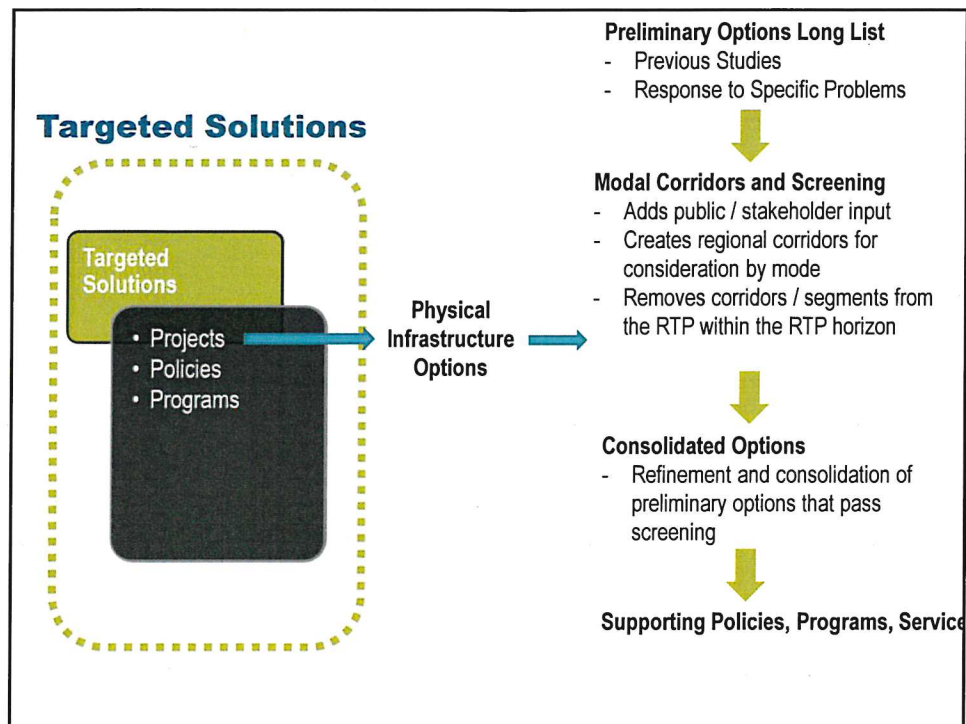 Targeted Solutions
Targeted
Solutions
• Projects
• Policies
• Programs
Physical
Infrastructure
Options
Preliminary Options Long List
- Previous Studies
- Response to Specific Problems
Modal Corridors and Screening
- Adds public / stakeholder input
- Creates regional corridors for
consideration by mode
- Removes corridors / segments from
the RTP within the RTP horizon
Consolidated Options
- Refinement and consolidation of
preliminary options that pass
screening
Supporting Policies, Programs, Service